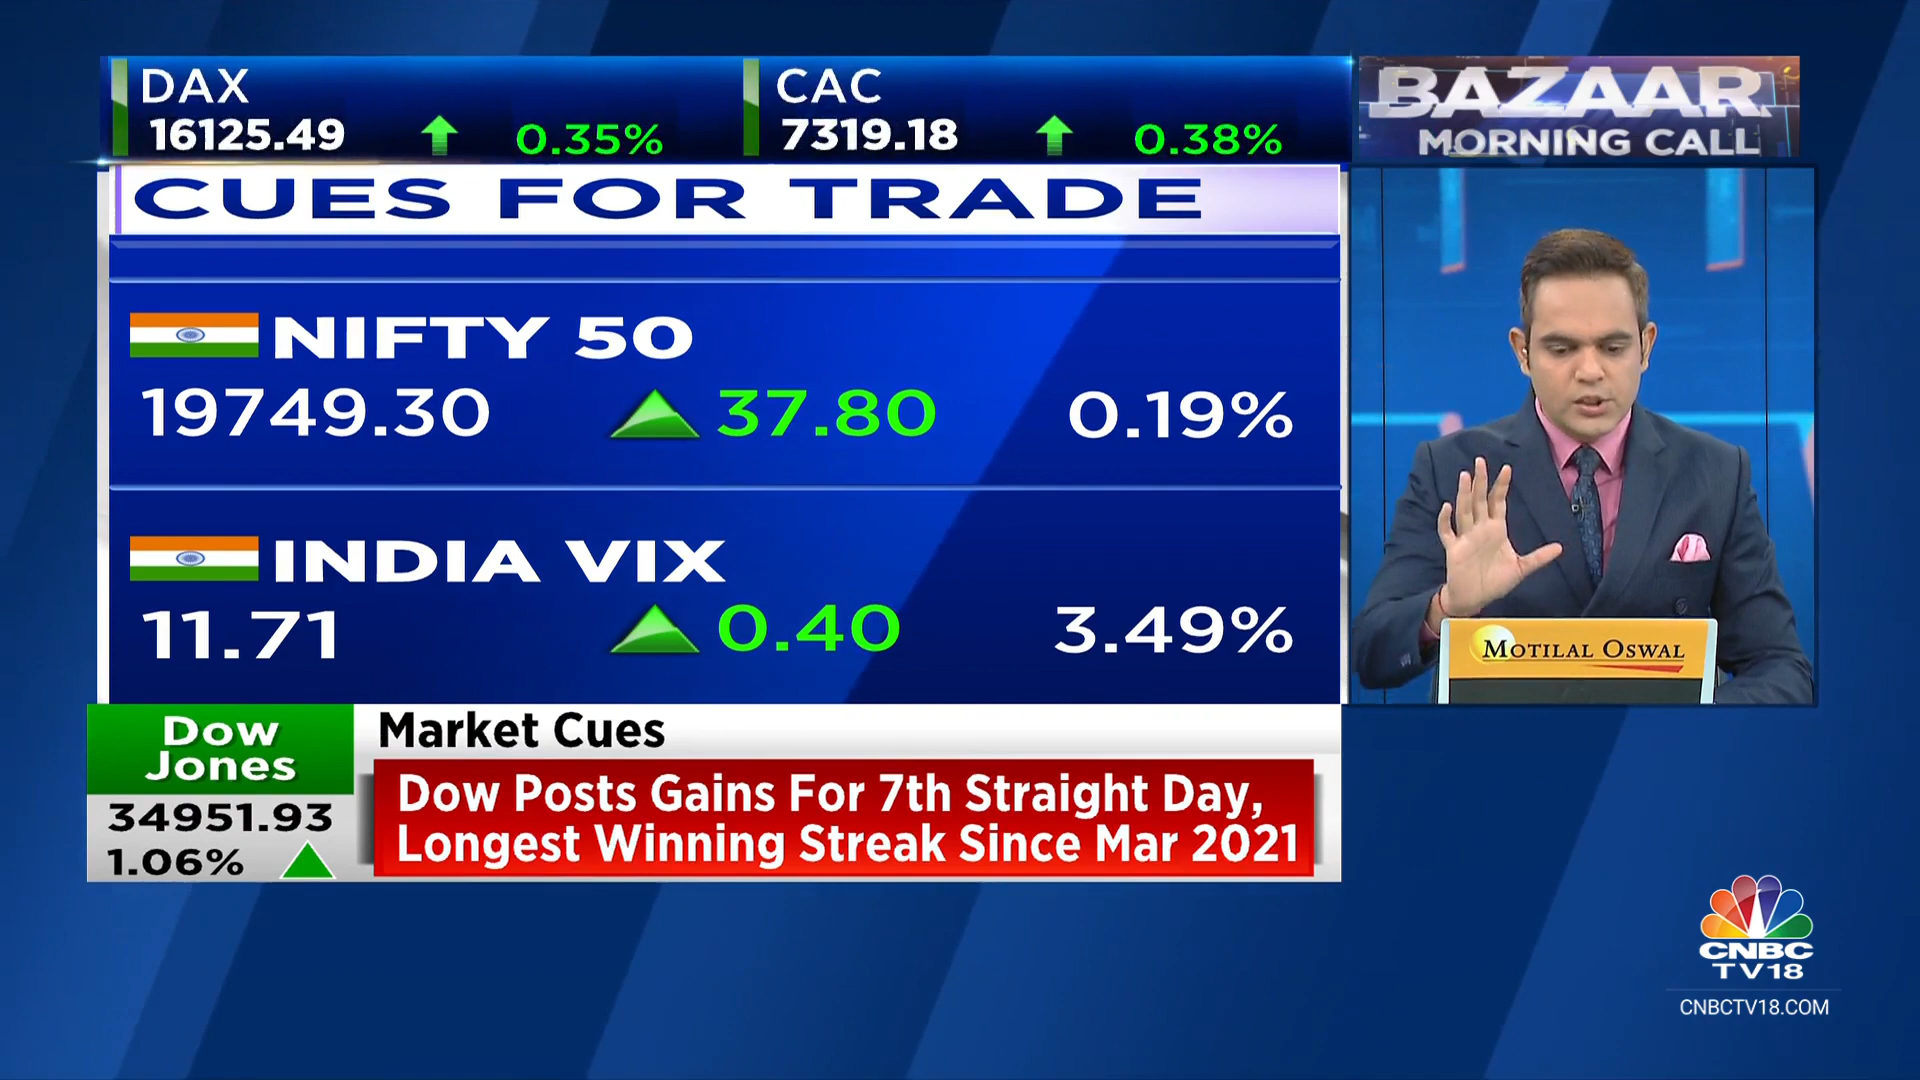 DAX
16125.49 0.35%
CAC
7319.18 0.38%
BAZAAR
MORNING CALL
CUES FOR TRADE
NIFTY 50
19749.30 37.80 0.19%
INDIA VIX
11.71 0.40 3.49%
MOTILAL OSWAL
Dow
Jones
34951.93
1.06%
Market Cues
Dow Posts Gains For 7th Straight Day,
Longest Winning Streak Since Mar 2021
CNBC
TV18
CNBCTV18.COM